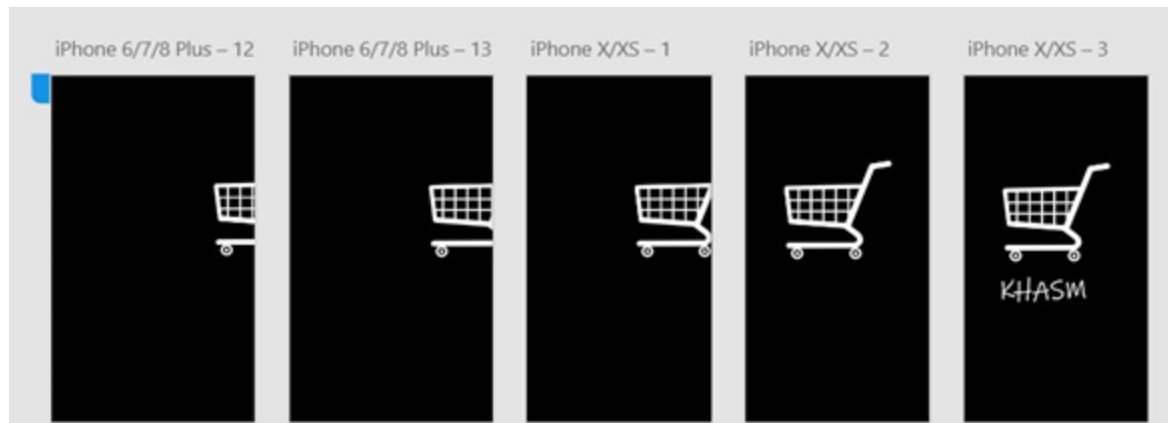 iPhone 6/7/8 Plus – 12
iPhone 6/7/8 Plus – 13
iPhone X/XS – 1
iPhone X/XS – 2
iPhone X/XS – 3
KHASM